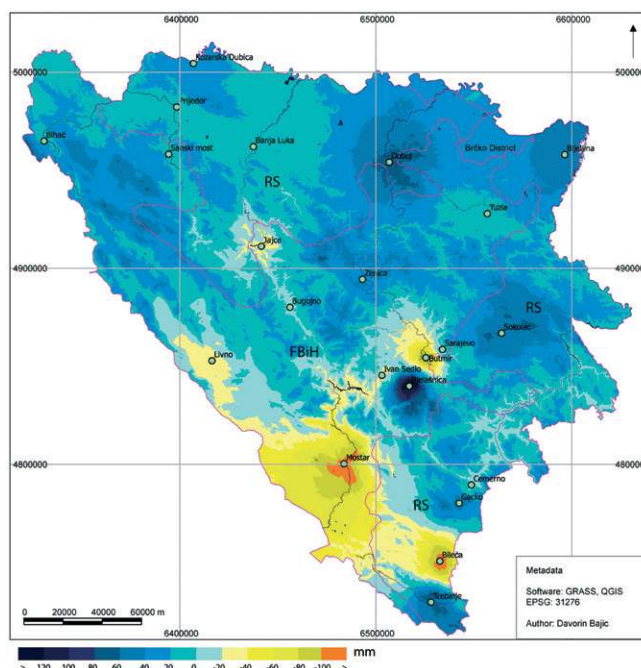 6400000 6500000 6600000
5000000 5000000
Kozarska Dubica
Prijedor
Bihać
Sanski most
Banja Luka
Doboj
Brčko District
Bijeljina
RS
Tuzla
4900000 4900000
Jajce
Zenica
Bugojno
RS
Sokolac
Sarajevo
Butmir
FBiH
Livno
Ivan Sedlo
Bjelašnica
4800000 4800000
Mostar
Čemerno
Gacko
RS
Bileća
Trebinje
Metadata
Software: GRASS, QGIS
EPSG: 31276
Author: Davorin Bajic
0 20000 40000 60000 m
6400000 6500000
mm